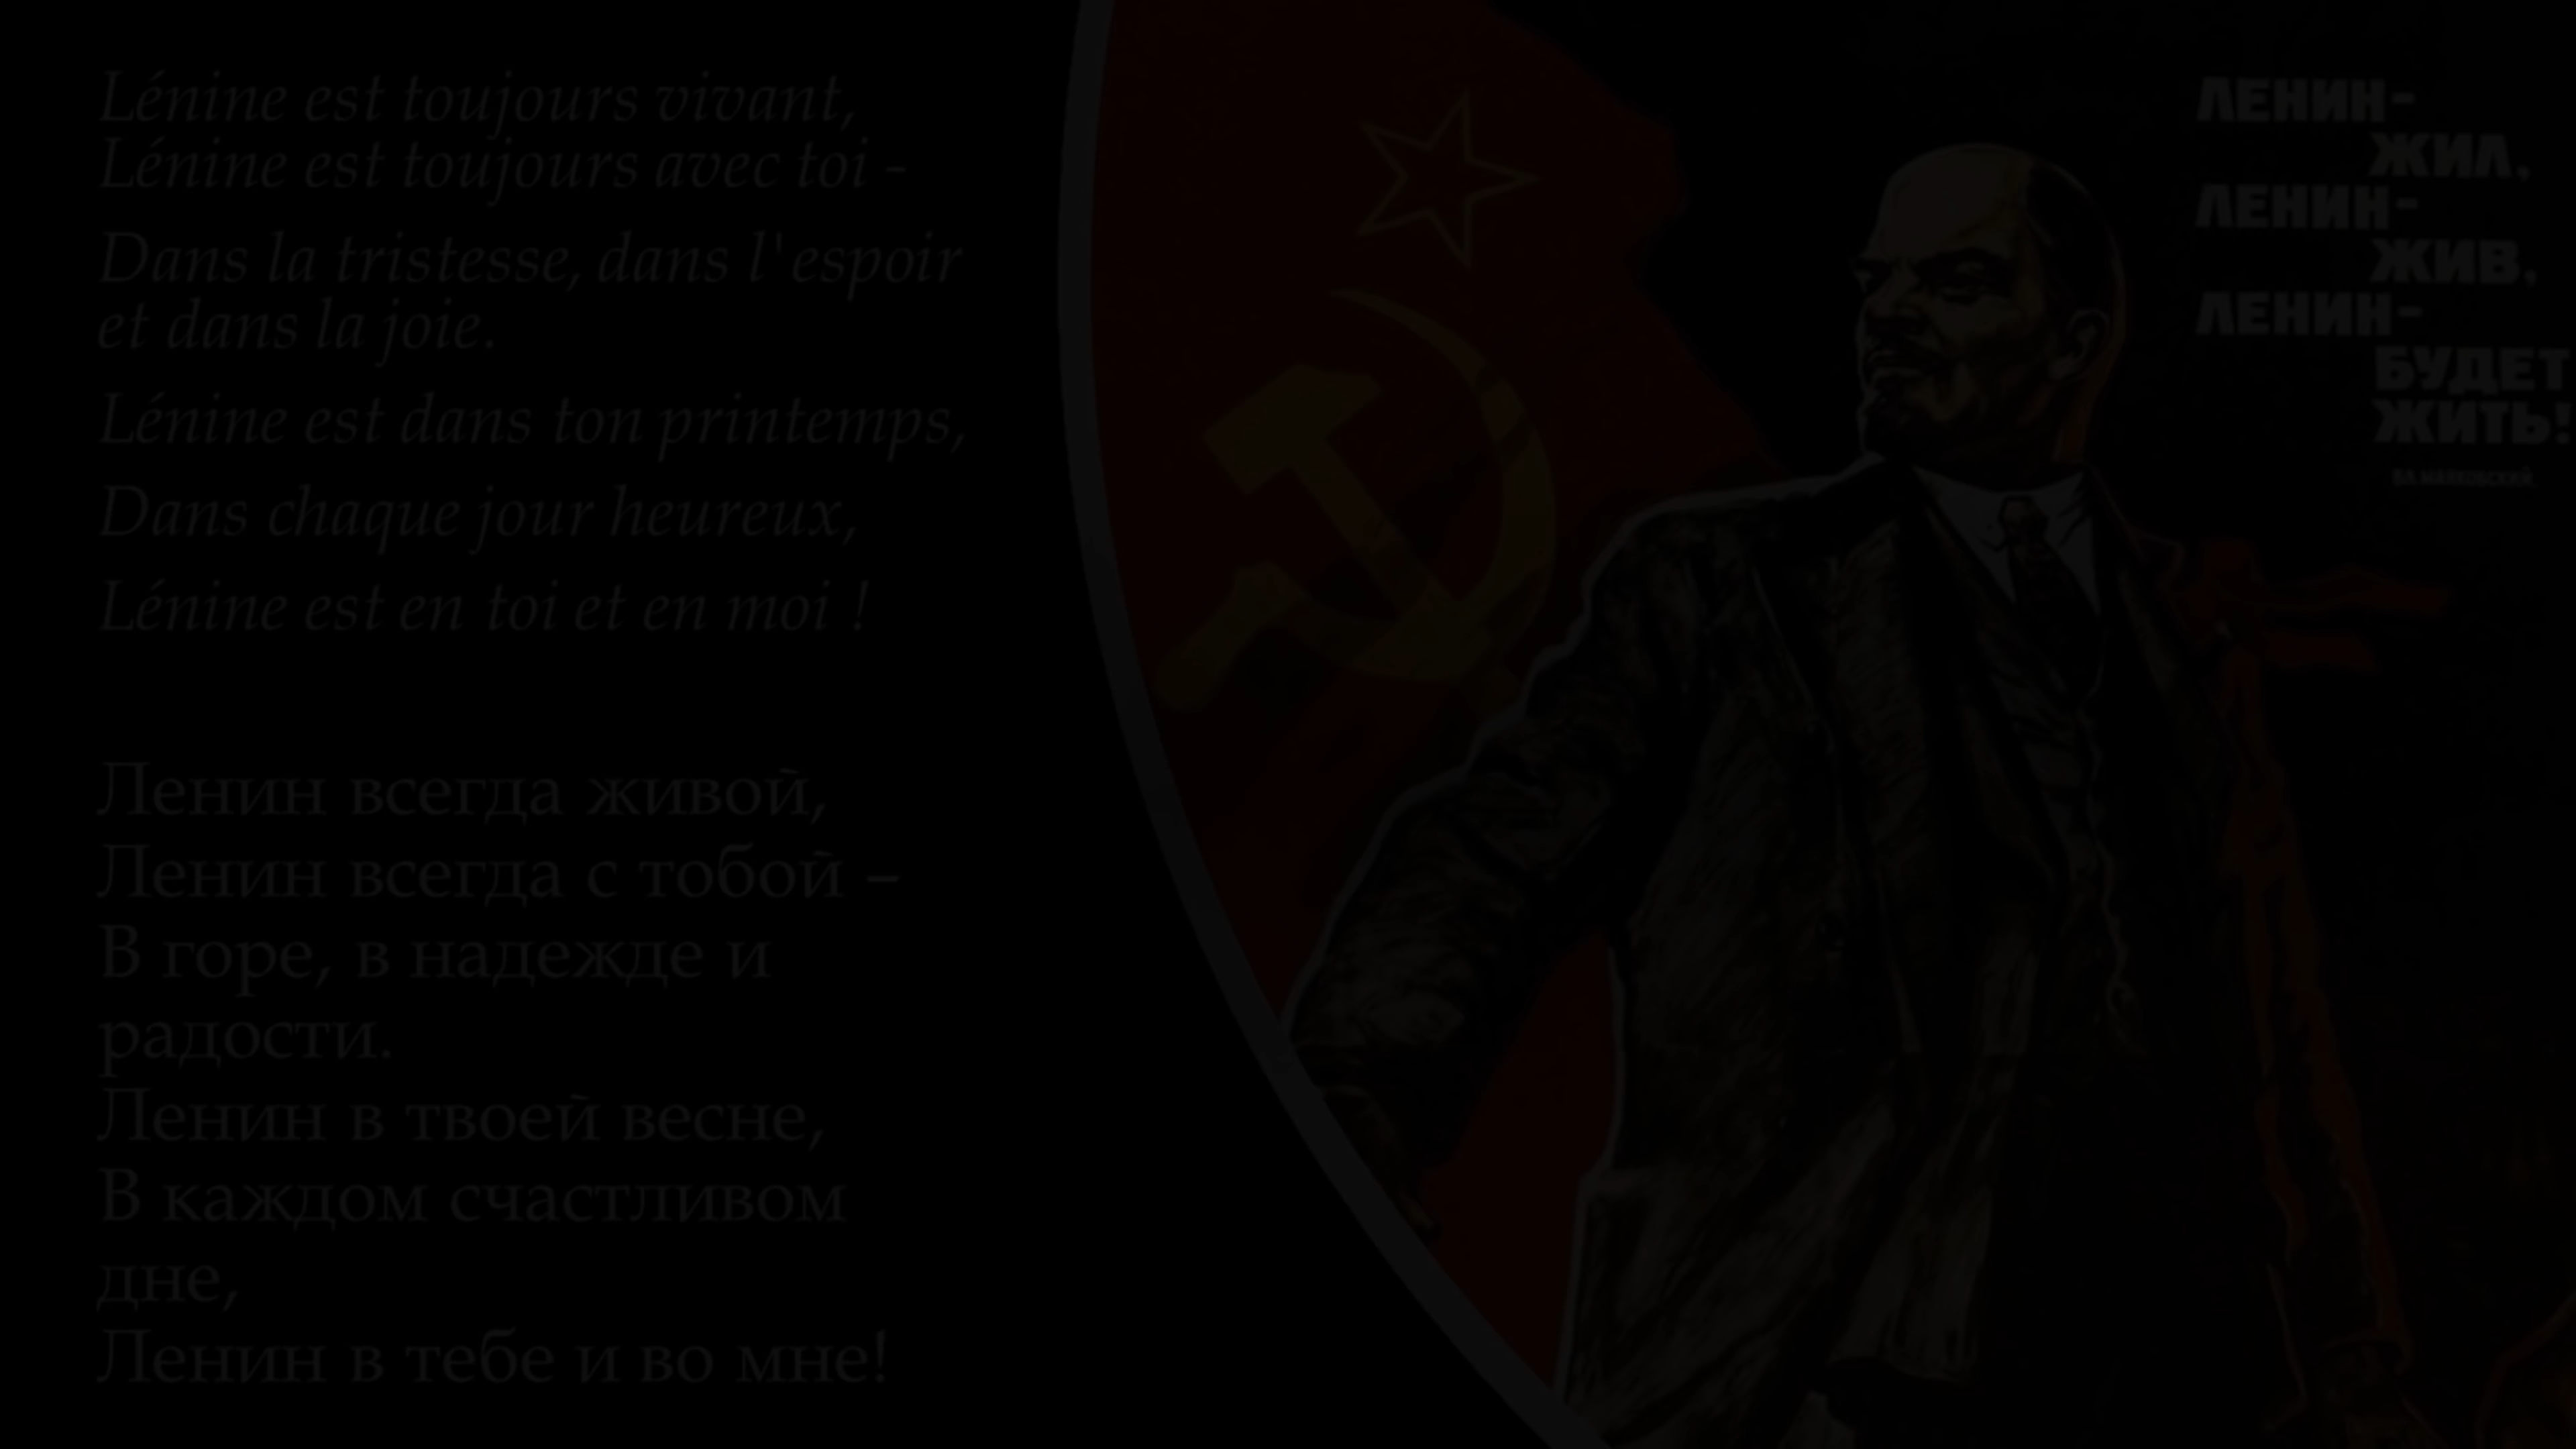 Lénine est toujours vivant,
Lénine est toujours avec toi -
Dans la tristesse, dans l'espoir
et dans la joie.
Lénine est dans ton printemps,
Dans chaque jour heureux,
Lénine est en toi et en moi !
Ленин всегда живой,
Ленин всегда с тобой –
В горе, в надежде и
радости.
Ленин в твоей весне,
В каждом счастливом
дне,
Ленин в тебе и во мне!
ЛЕНИН-
ЖИЛ,
ЛЕНИН-
ЖИВ,
ЛЕНИН-
БУДЕТ
ЖИТЬ!
ВЛ.МАЯКОВСКИЙ